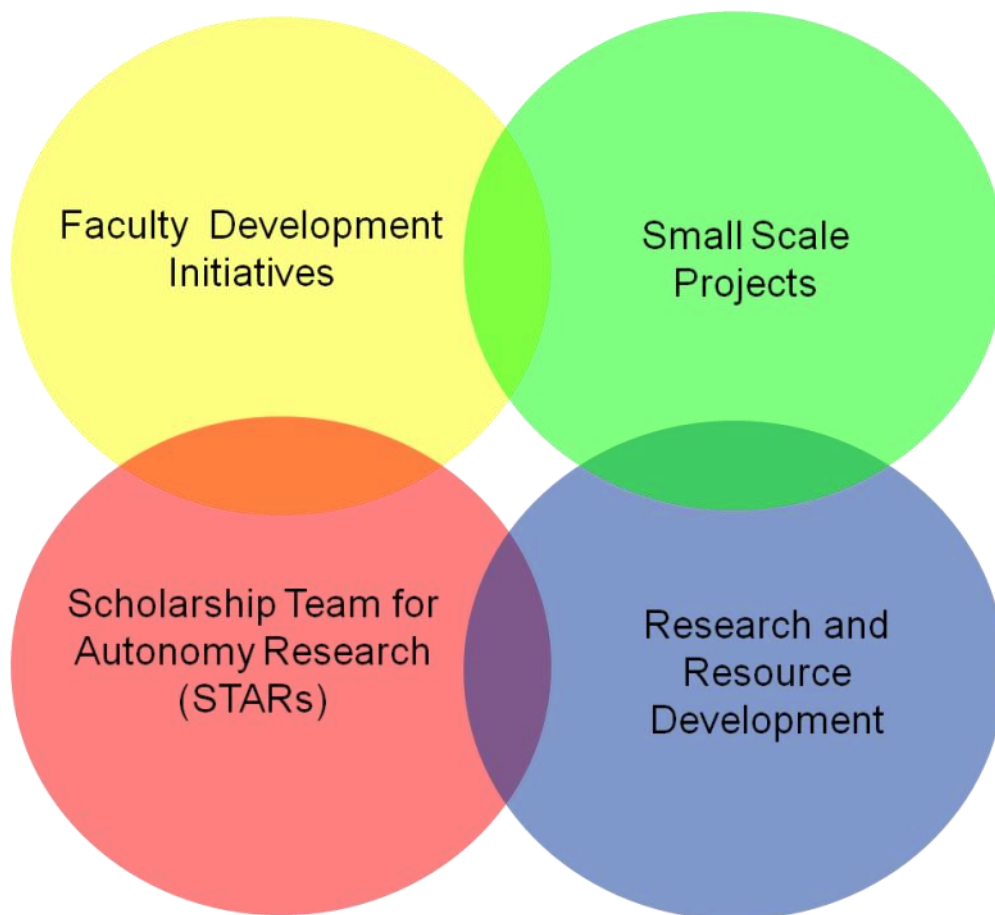 Faculty Development
Initiatives
Small Scale
Projects
Scholarship Team for
Autonomy Research
(STARs)
Research and
Resource
Development